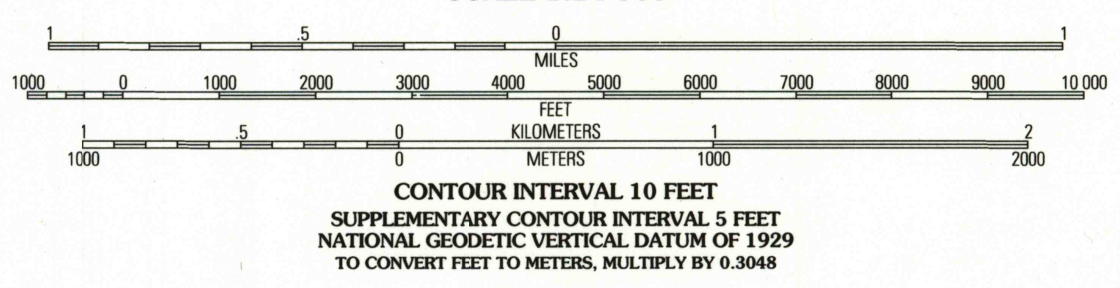 1 .5 0 1
MILES
1000 0 1000 2000 3000 4000 5000 6000 7000 8000 9000 10 000
FEET
1 .5 0 KILOMETERS 1 2
1000 0 METERS 1000 2000
CONTOUR INTERVAL 10 FEET
SUPPLEMENTARY CONTOUR INTERVAL 5 FEET
NATIONAL GEODETIC VERTICAL DATUM OF 1929
TO CONVERT FEET TO METERS, MULTIPLY BY 0.3048